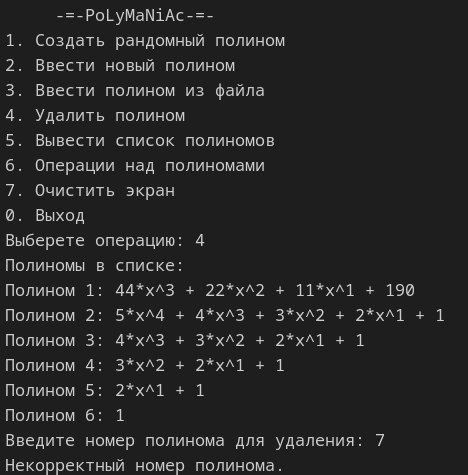 -=-PoLyMaNiAc-=-
1. Создать рандомный полином
2. Ввести новый полином
3. Ввести полином из файла
4. Удалить полином
5. Вывести список полиномов
6. Операции над полиномами
7. Очистить экран
0. Выход
Выберете операцию: 4
Полиномы в списке:
Полином 1: 44*x^3 + 22*x^2 + 11*x^1 + 190
Полином 2: 5*x^4 + 4*x^3 + 3*x^2 + 2*x^1 + 1
Полином 3: 4*x^3 + 3*x^2 + 2*x^1 + 1
Полином 4: 3*x^2 + 2*x^1 + 1
Полином 5: 2*x^1 + 1
Полином 6: 1
Введите номер полинома для удаления: 7
Некорректный номер полинома.